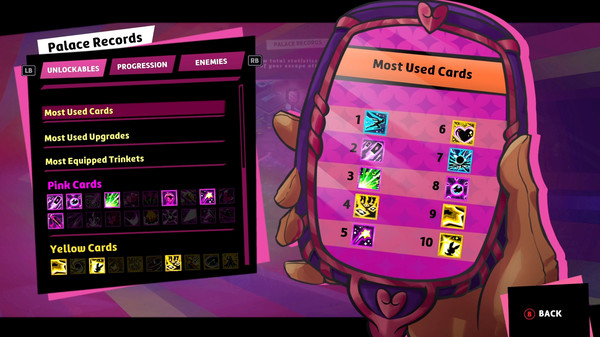 Palace Records
LB
UNLOCKABLES
PROGRESSION
ENEMIES
RB
Most Used Cards
Most Used Upgrades
Most Equipped Trinkets
Pink Cards
Yellow Cards
Most Used Cards
1
2
3
4
5
6
7
8
9
10
B BACK